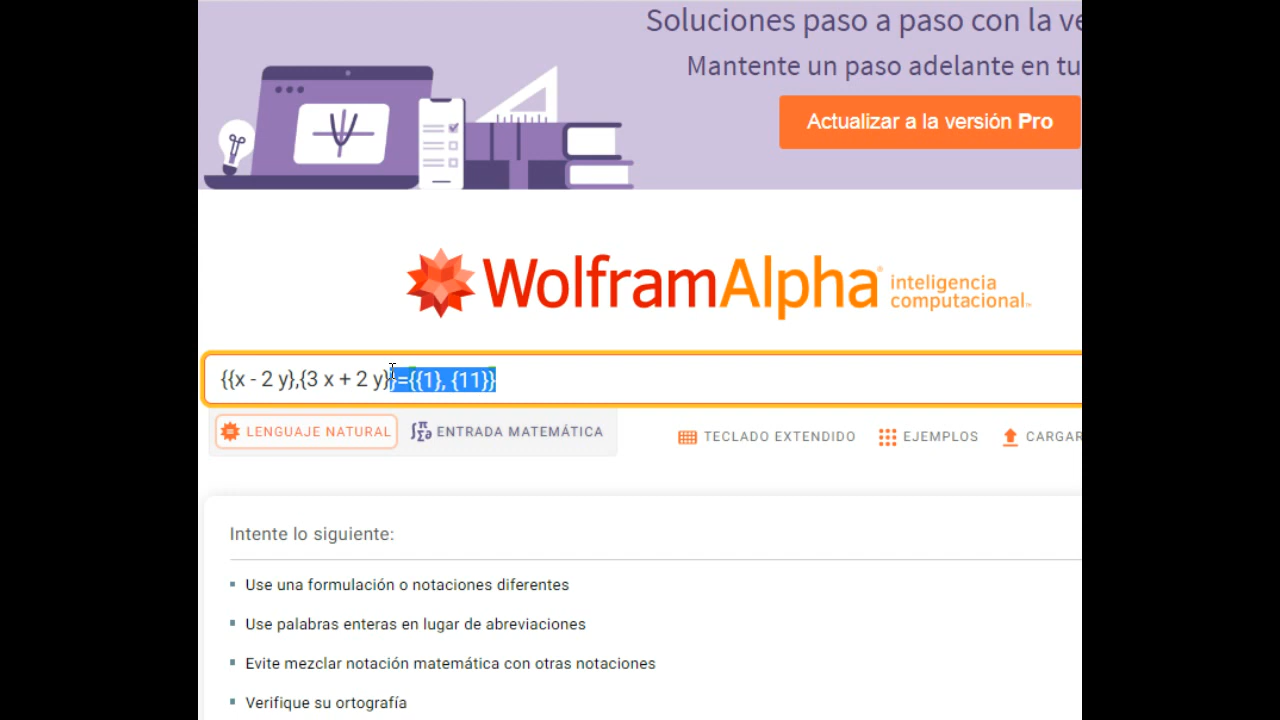 Soluciones paso a paso con la ve
Mantente un paso adelante en tu
Actualizar a la versión Pro
WolframAlpha® inteligencia computacional™
{{x - 2 y},{3 x + 2 y}}={{1}, {11}}
LENGUAJE NATURAL
ENTRADA MATEMÁTICA
TECLADO EXTENDIDO
EJEMPLOS
CARGAR
Intente lo siguiente:
Use una formulación o notaciones diferentes
Use palabras enteras en lugar de abreviaciones
Evite mezclar notación matemática con otras notaciones
Verifique su ortografía